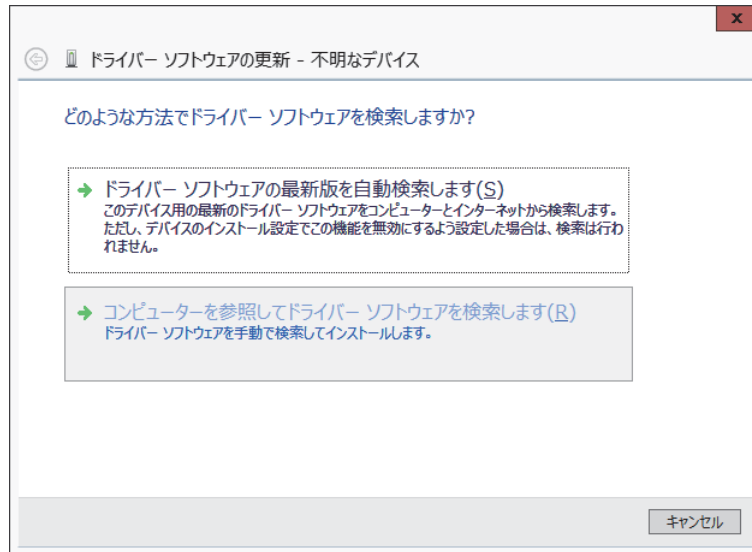 x
ドライバー ソフトウェアの更新 - 不明なデバイス
どのような方法でドライバー ソフトウェアを検索しますか?
ドライバー ソフトウェアの最新版を自動検索します(S)
このデバイス用の最新のドライバー ソフトウェアをコンピューターとインターネットから検索します。
ただし、デバイスのインストール設定でこの機能を無効にするよう設定した場合は、検索は行わ
れません。
コンピューターを参照してドライバー ソフトウェアを検索します(R)
ドライバー ソフトウェアを手動で検索してインストールします。
キャンセル